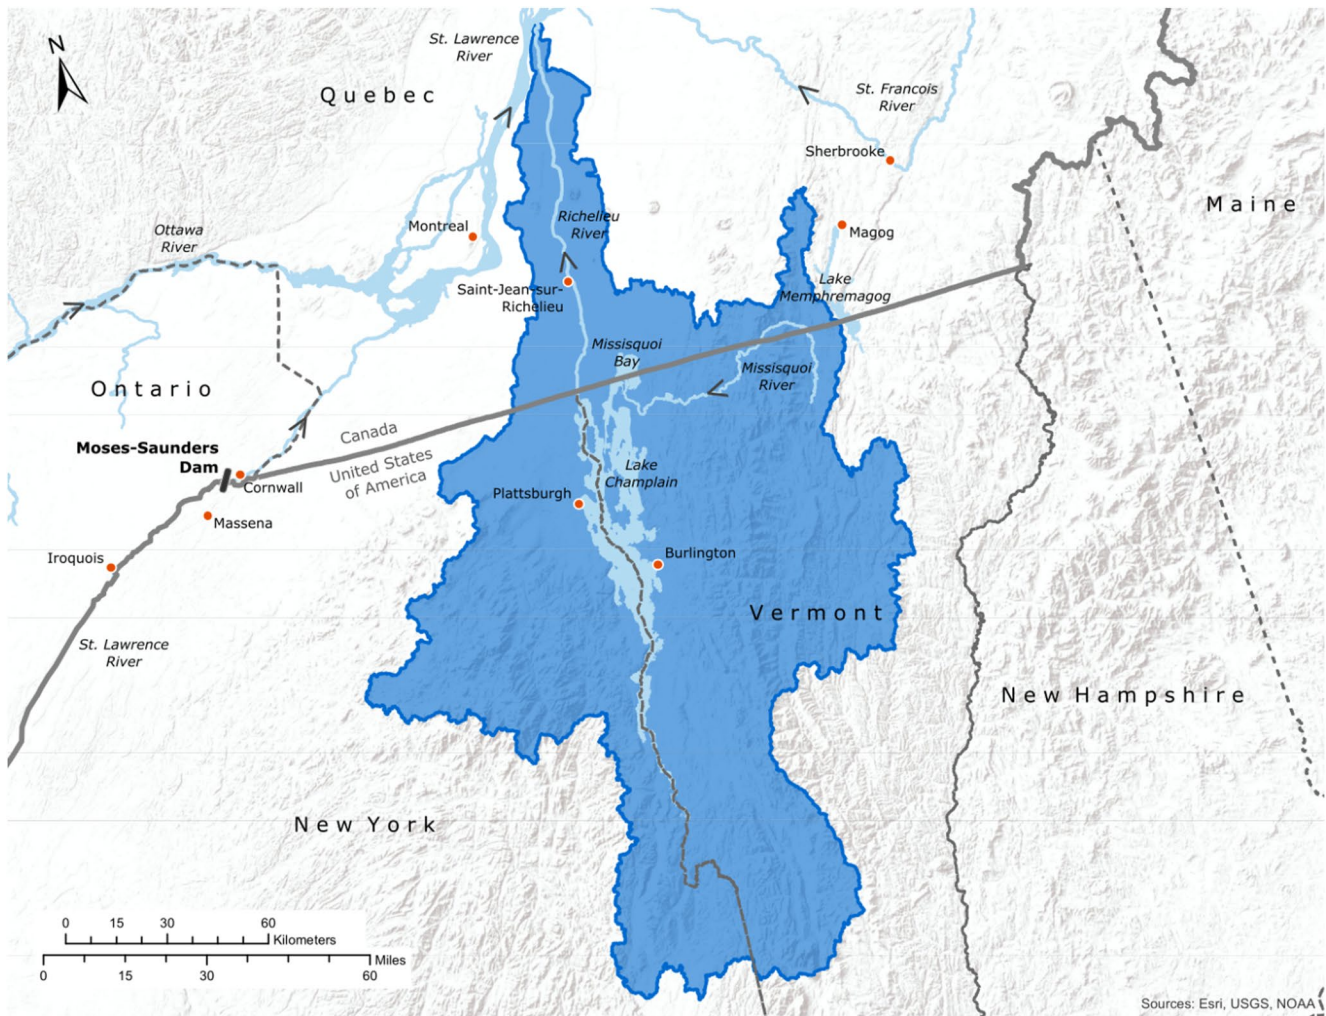 N
St. Lawrence
River
Quebec
St. Francois
River
Sherbrooke
Maine
Richelieu
River
Montreal
Magog
Ottawa
River
Lake
Memphremagog
Saint-Jean-sur-
Richelieu
Missisquoi
Bay
Missisquoi
River
Ontario
Canada
United States
of America
Moses-Saunders
Dam
Cornwall
Lake
Champlain
Plattsburgh
Massena
Iroquois
Burlington
Vermont
St. Lawrence
River
New Hampshire
New York
0 15 30 60
Kilometers
Miles
0 15 30 60
Sources: Esri, USGS, NOAA